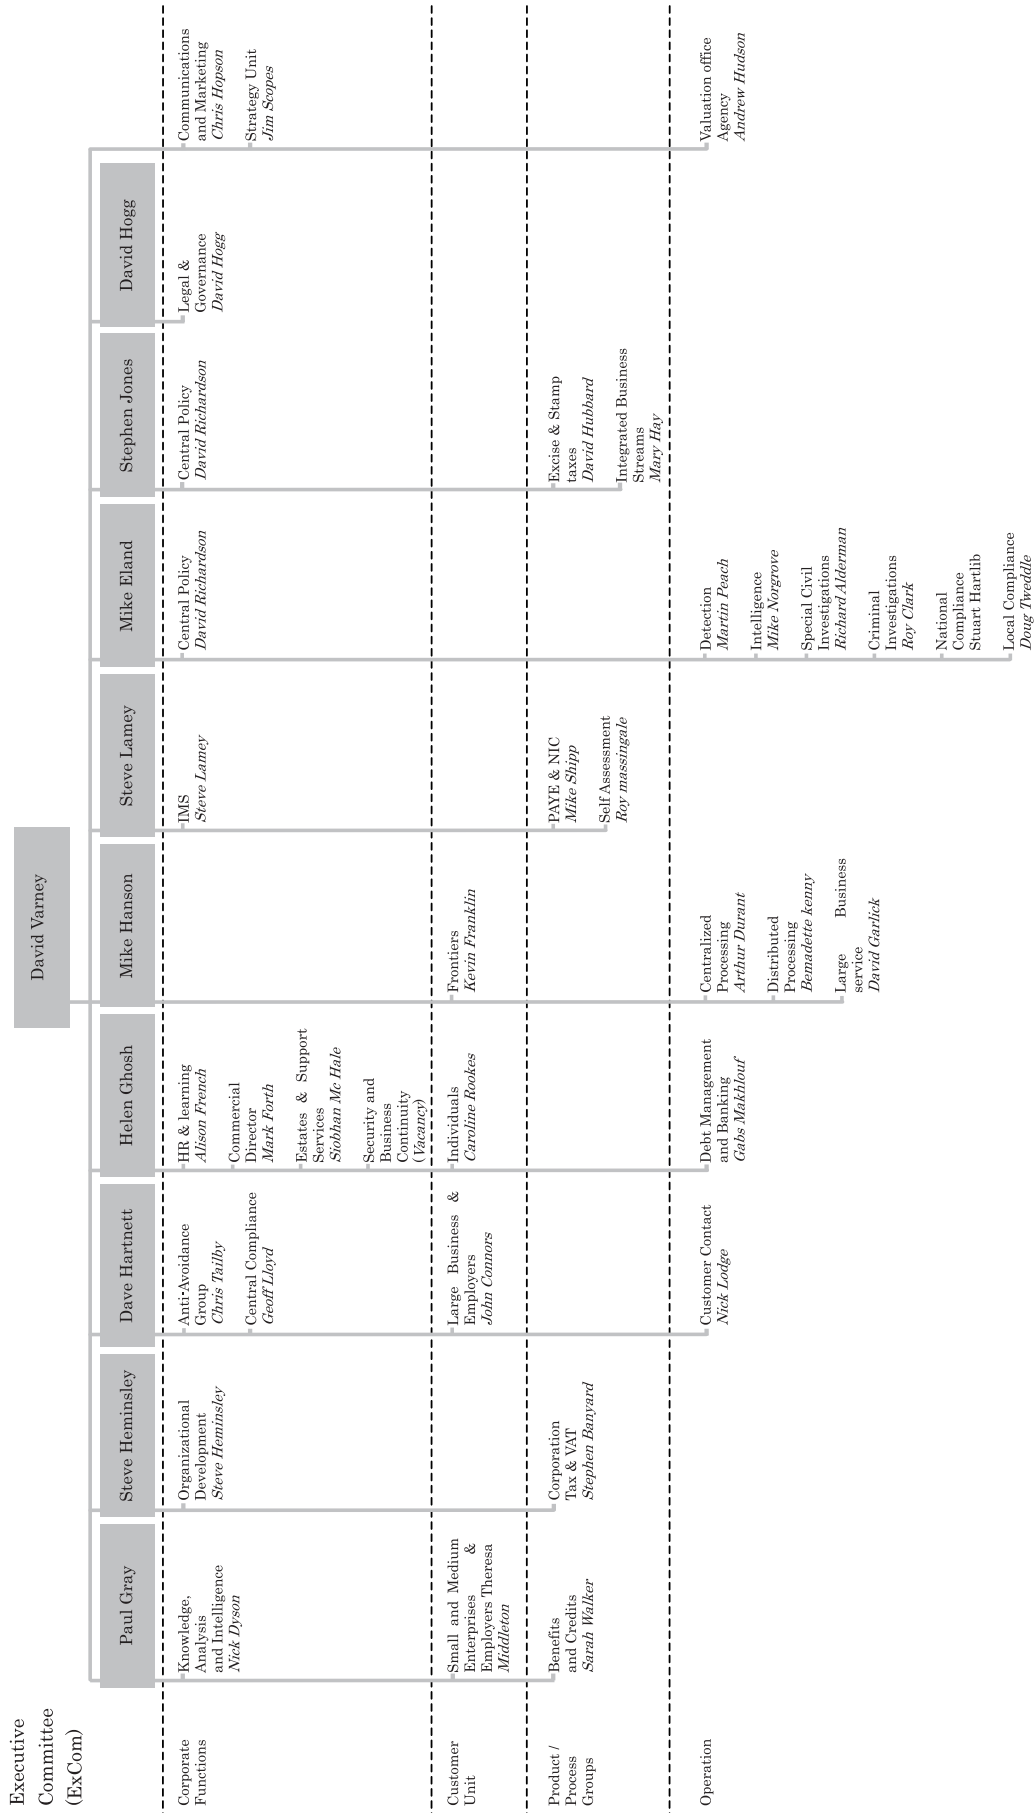 Executive
Committee
(ExCom)
David Varney
Paul Gray
Steve Heminsley
Dave Hartnett
Helen Ghosh
Mike Hanson
Steve Lamey
Mike Eland
Stephen Jones
David Hogg
Corporate
Functions
Knowledge,
Analysis
and Intelligence
Nick Dyson
Organizational
Development
Steve Heminsley
Anti-Avoidance
Group
Chris Tailby
Central Compliance
Geoff Lloyd
HR & learning
Alison French
Commercial
Director
Mark Forth
Estates & Support
Services
Siobhan Mc Hale
Security and
Business
Continuity
(Vacancy)
IMS
Steve Lamey
Central Policy
David Richardson
Central Policy
David Richardson
Legal &
Governance
David Hogg
Communications
and Marketing
Chris Hopson
Strategy Unit
Jim Scopes
Customer
Unit
Small and Medium
Enterprises &
Employers Theresa
Middleton
Large Business &
Employers
John Connors
Individuals
Caroline Rookes
Frontiers
Kevin Franklin
Product /
Process
Groups
Benefits
and Credits
Sarah Walker
Corporation
Tax & VAT
Stephen Banyard
PAYE & NIC
Mike Shipp
Self Assessment
Roy massingale
Excise & Stamp
taxes
David Hubbard
Integrated Business
Streams
Mary Hay
Operation
Customer Contact
Nick Lodge
Debt Management
and Banking
Gabs Makhlouf
Centralized
Processing
Arthur Durant
Distributed
Processing
Bemadette kenny
Large Business
service
David Garlick
Detection
Martin Peach
Intelligence
Mike Norgrove
Special Civil
Investigations
Richard Alderman
Criminal
Investigations
Roy Clark
National
Compliance
Stuart Hartlib
Local Compliance
Doug Tweddle
Valuation office
Agency
Andrew Hudson